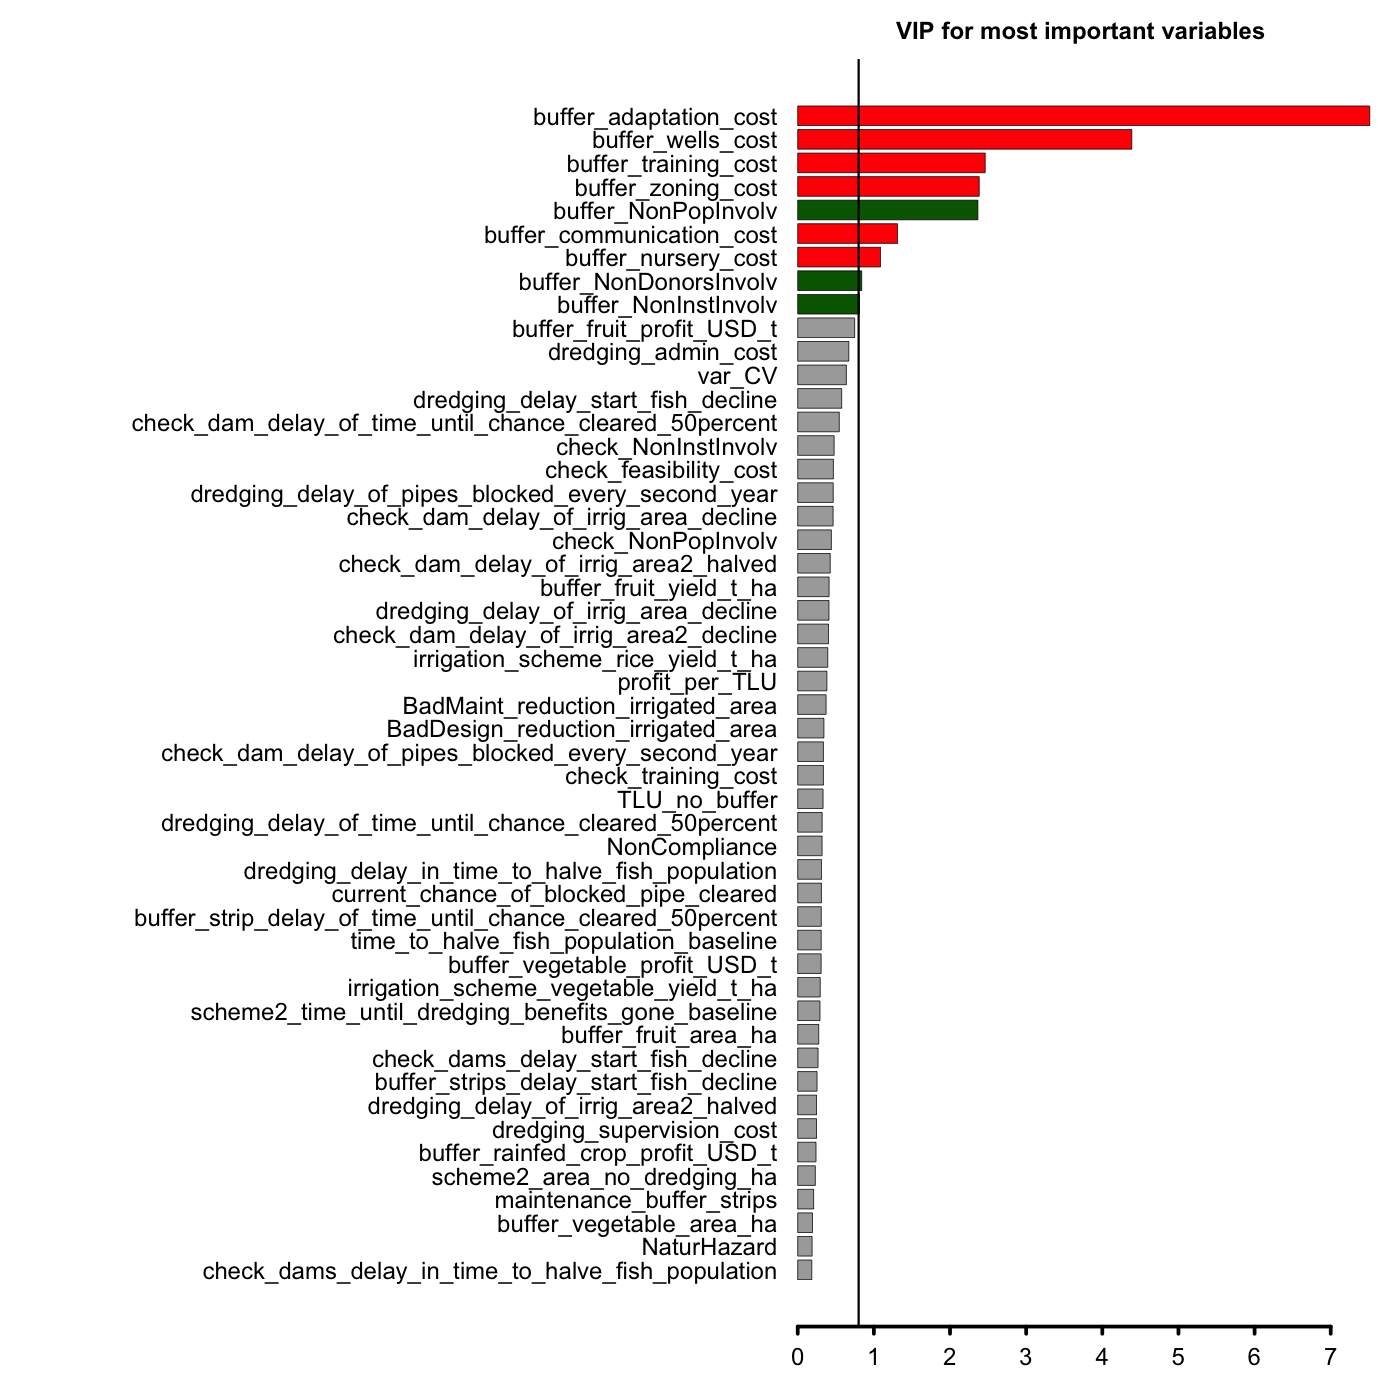 VIP for most important variables
buffer_adaptation_cost
buffer_wells_cost
buffer_training_cost
buffer_zoning_cost
buffer_NonPopInvolv
buffer_communication_cost
buffer_nursery_cost
buffer_NonDonorsInvolv
buffer_NonInstInvolv
buffer_fruit_profit_USD_t
dredging_admin_cost
var_CV
dredging_delay_start_fish_decline
check_dam_delay_of_time_until_chance_cleared_50percent
check_NonInstInvolv
check_feasibility_cost
dredging_delay_of_pipes_blocked_every_second_year
check_dam_delay_of_irrig_area_decline
check_NonPopInvolv
check_dam_delay_of_irrig_area2_halved
buffer_fruit_yield_t_ha
dredging_delay_of_irrig_area_decline
check_dam_delay_of_irrig_area2_decline
irrigation_scheme_rice_yield_t_ha
profit_per_TLU
BadMaint_reduction_irrigated_area
BadDesign_reduction_irrigated_area
check_dam_delay_of_pipes_blocked_every_second_year
check_training_cost
TLU_no_buffer
dredging_delay_of_time_until_chance_cleared_50percent
NonCompliance
dredging_delay_in_time_to_halve_fish_population
current_chance_of_blocked_pipe_cleared
buffer_strip_delay_of_time_until_chance_cleared_50percent
time_to_halve_fish_population_baseline
buffer_vegetable_profit_USD_t
irrigation_scheme_vegetable_yield_t_ha
scheme2_time_until_dredging_benefits_gone_baseline
buffer_fruit_area_ha
check_dams_delay_start_fish_decline
buffer_strips_delay_start_fish_decline
dredging_delay_of_irrig_area2_halved
dredging_supervision_cost
buffer_rainfed_crop_profit_USD_t
scheme2_area_no_dredging_ha
maintenance_buffer_strips
buffer_vegetable_area_ha
NaturHazard
check_dams_delay_in_time_to_halve_fish_population
0 1 2 3 4 5 6 7